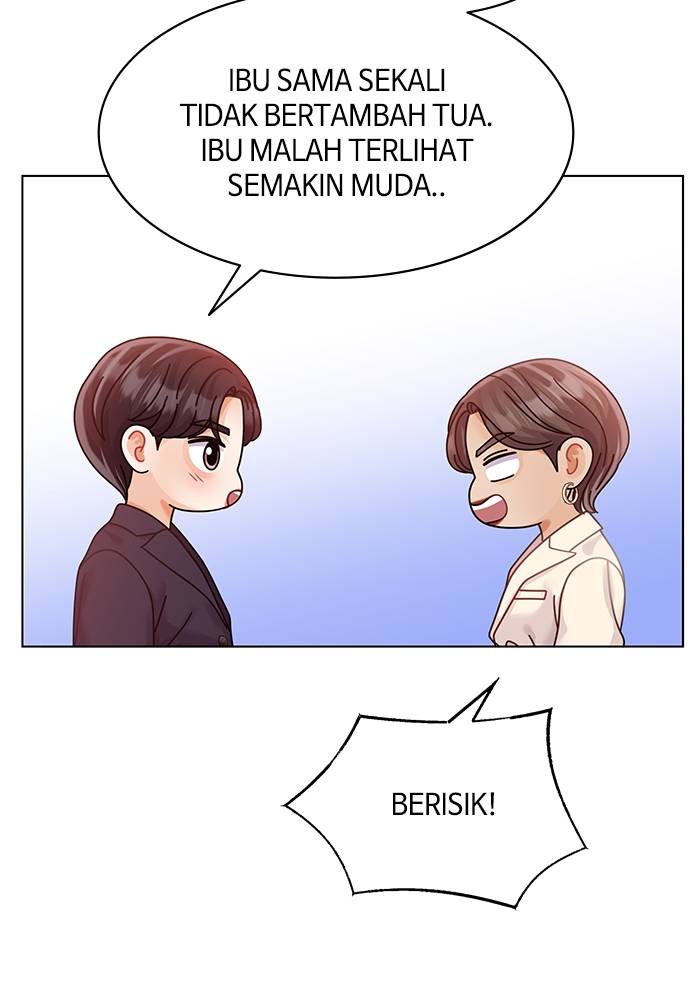 IBU SAMA SEKALI
TIDAK BERTAMBAH TUA.
IBU MALAH TERLIHAT
SEMAKIN MUDA..
BERISIK!